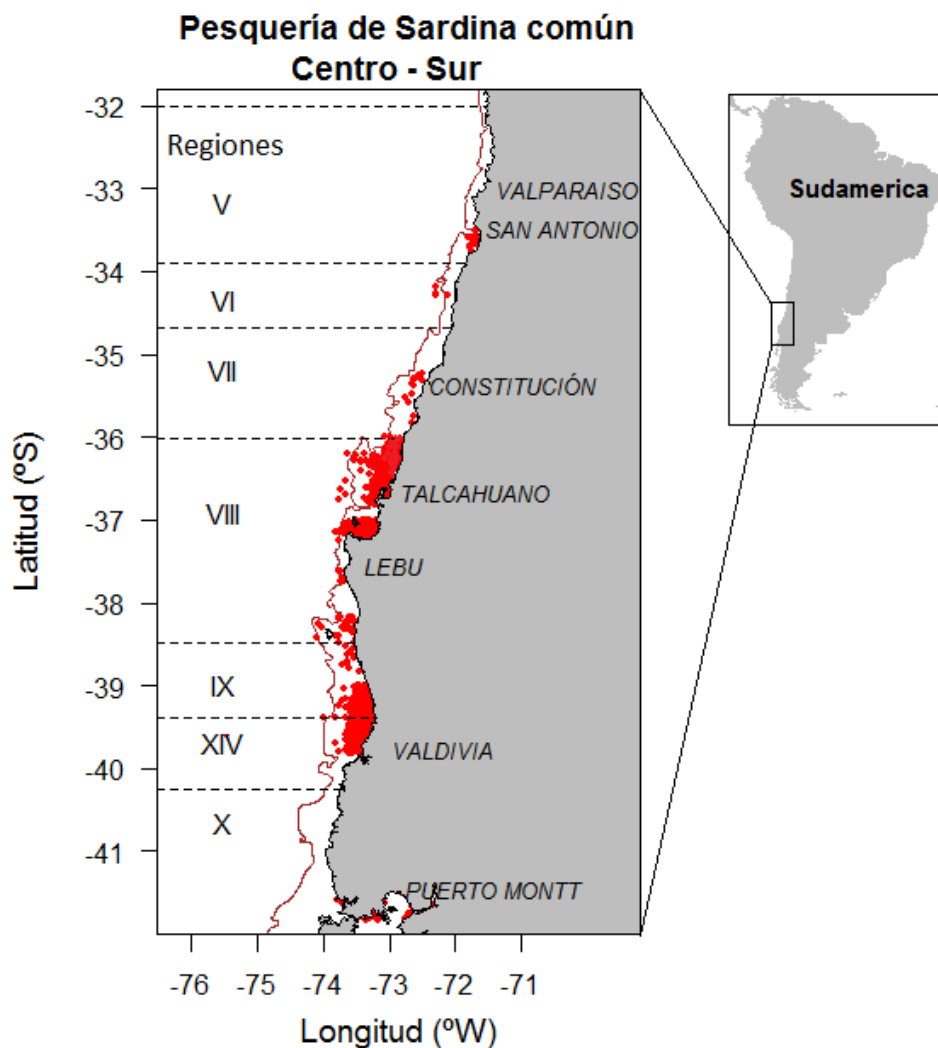 Pesquería de Sardina común
Centro - Sur
-32
Regiones
-33
V
VALPARAISO
SAN ANTONIO
-34
VI
-35
VII
CONSTITUCIÓN
-36
TALCAHUANO
-37
VIII
LEBU
-38
-39
IX
XIV
VALDIVIA
-40
X
-41
PUERTO MONTT
-76
-75
-74
-73
-72
-71
Latitud (ºS)
Longitud (ºW)
Sudamerica